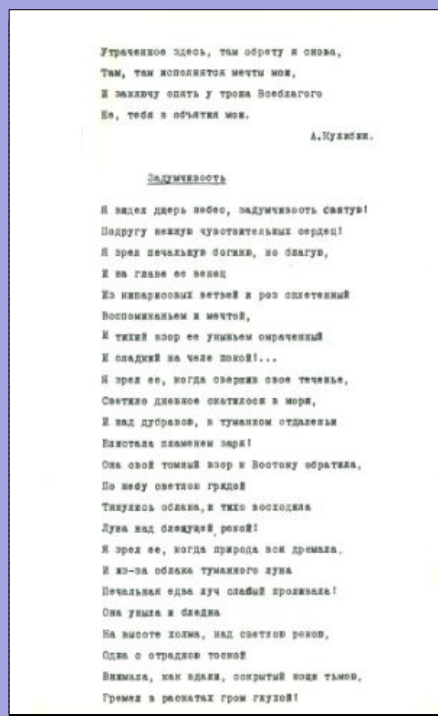 Утраченное здесь, там обрету я снова,
Там, там исполнятся мечты мои,
И заключу опять у трона Всеблагого
Ее, тебя в объятия мои.
А.Кулибин.
Задумчивость
Я видел дщерь небес, задумчивость святую!
Подругу нежную чувствительных сердец!
Я зрел печальную богиню, но благую,
И на главе ее венец
Из кипарисовых ветвей и роз сплетенный
Воспоминаньем и мечтой,
И тихий взор ее уныньем омраченный
И сладкий на челе покой!...
Я зрел ее, когда свершив свое теченье,
Светило дневное скатилося в моря,
И над дубравою, в туманном отдаленьи
Блистала пламенем заря!
Она свой томный взор к Востоку обратила,
По небу светлою грядой
Тянулись облака,и тихо восходила
Луна над блещущей рекой!
Я зрел ее, когда природа вся дремала,
И из-за облака туманного луна
Печальная едва луч слабый проливала!
Она уныла и бледна
На высоте холма, над светлою рекою,
Одна с отрадною тоской
Внимала, как вдали, сокрытый нощи тьмою,
Гремел в раскатах гром глухой!